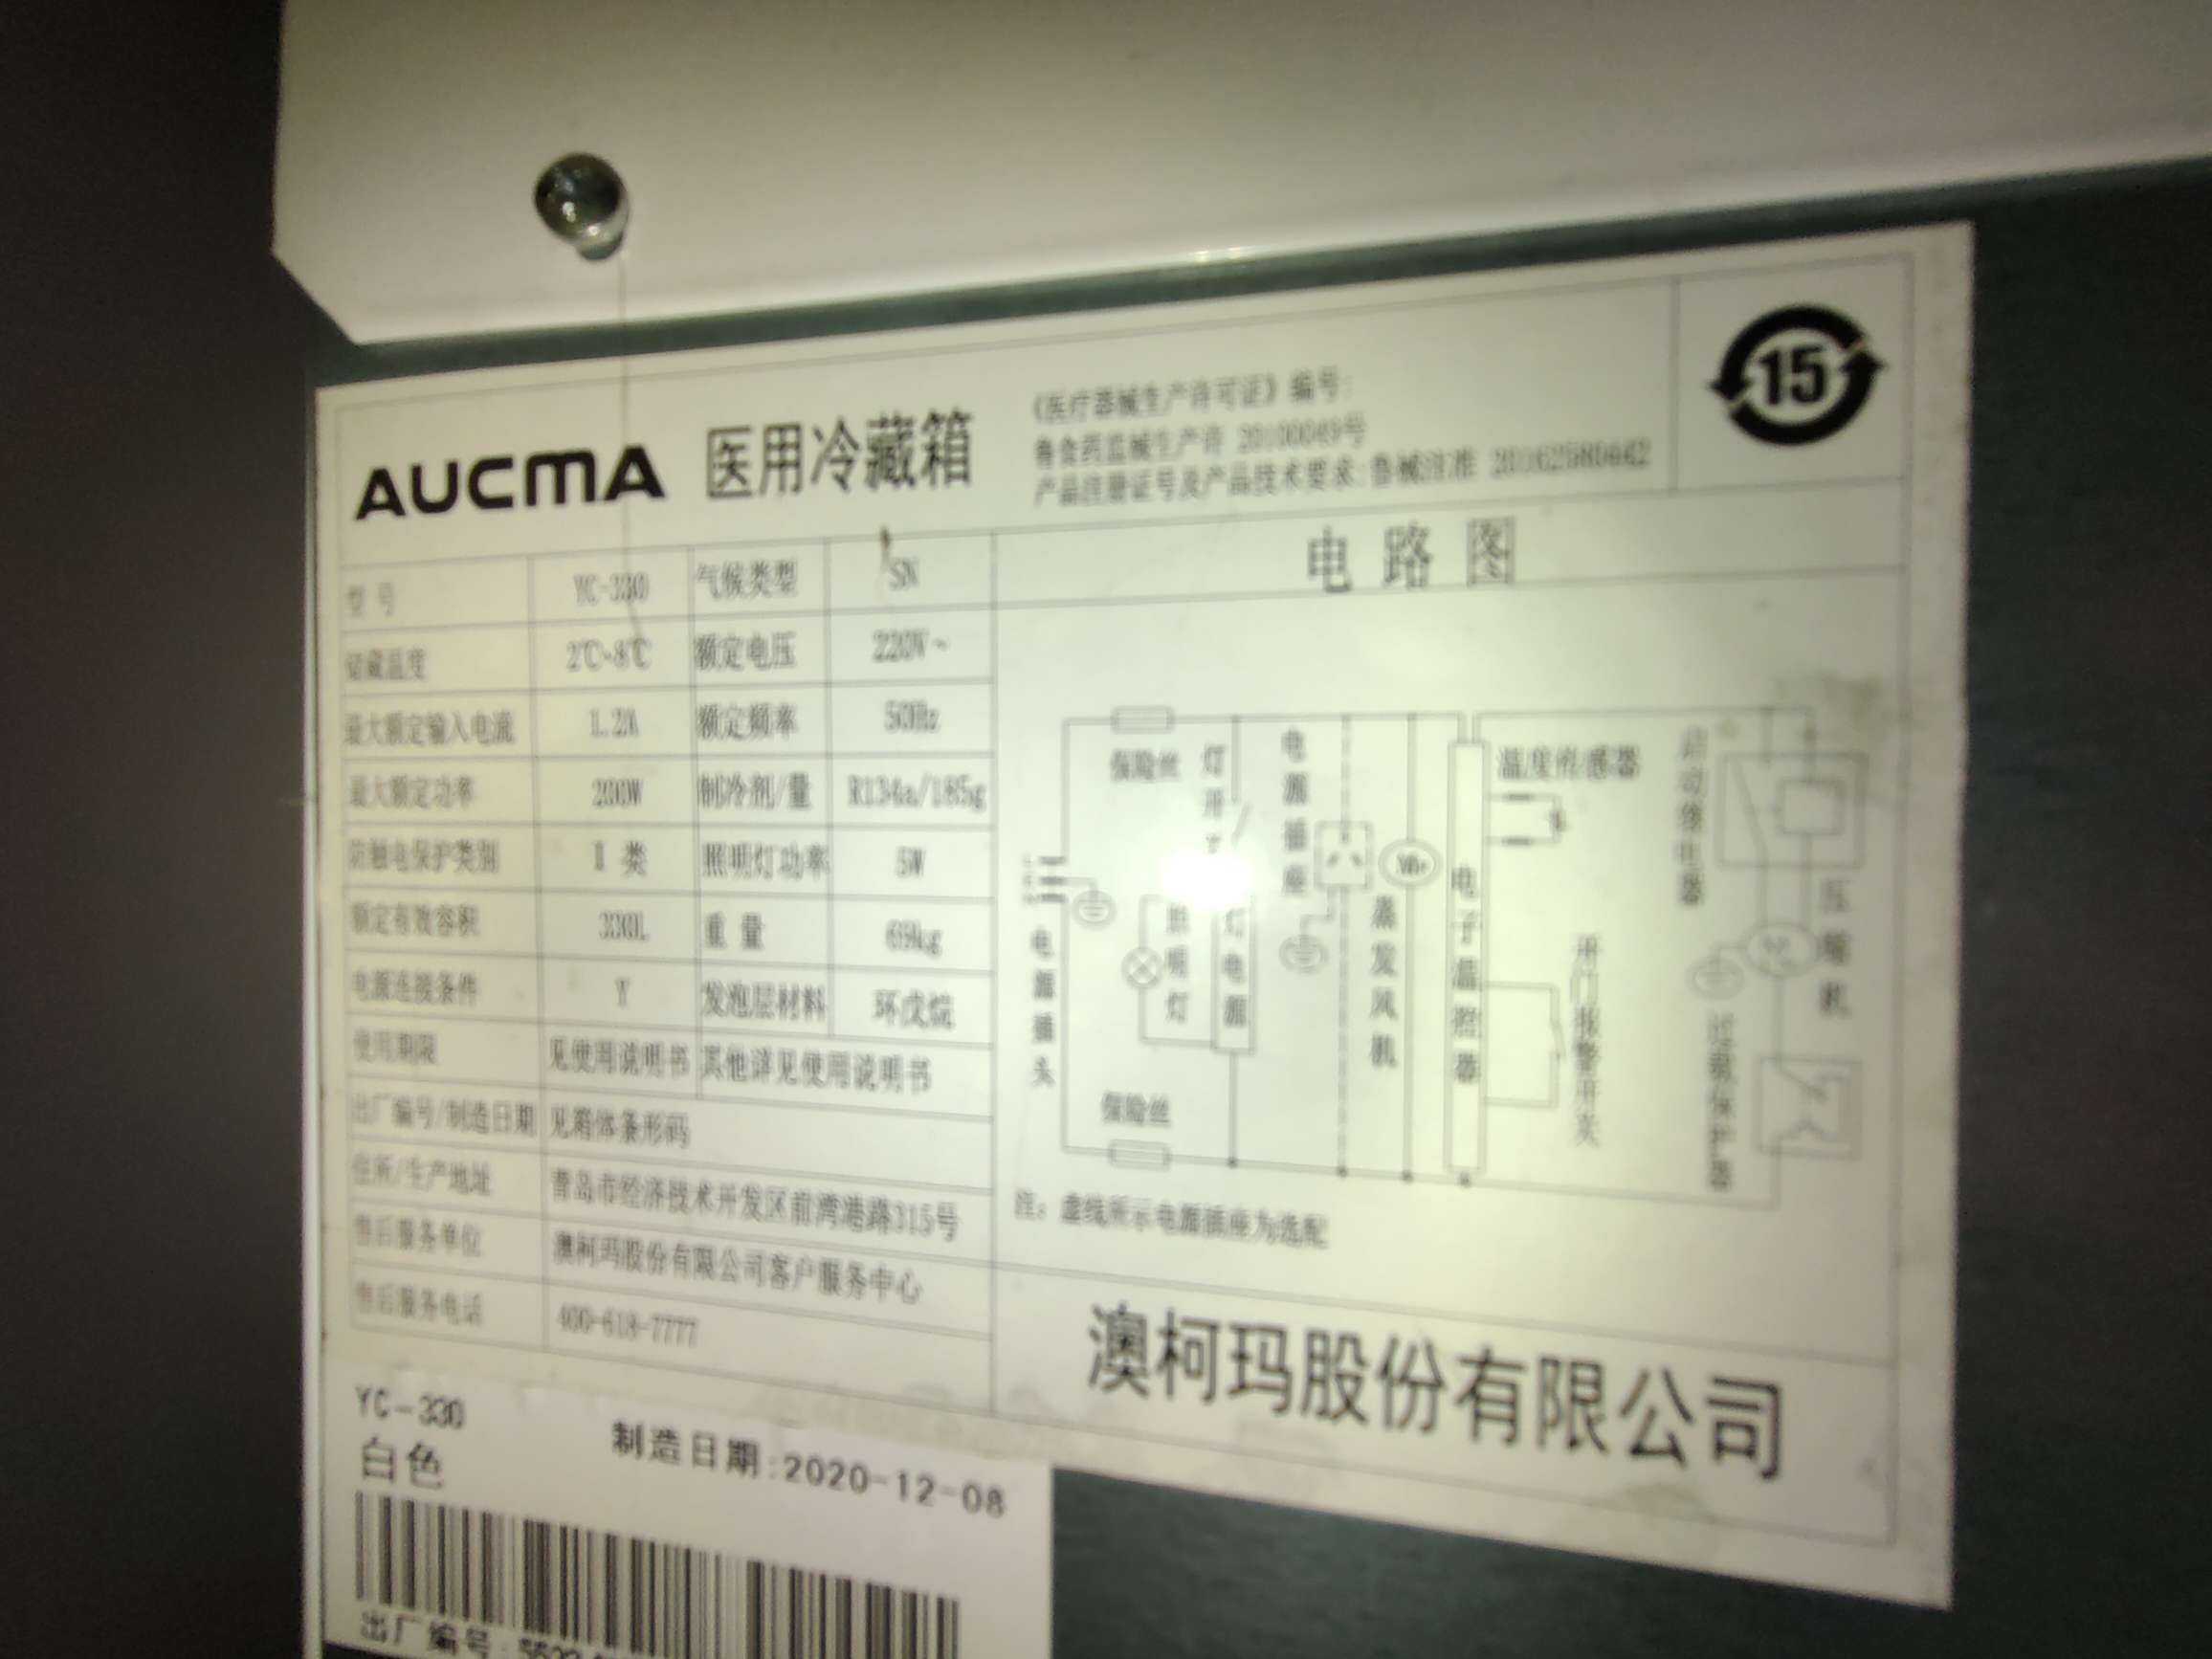 AUCMA 医用冷藏箱
《医疗器械生产许可证》编号:
鲁食药监械生产许 20100049号
产品注册证号及产品技术要求:鲁械注准 20162580442
15
型 号 YC-330 气候类型 SN
储藏温度 2℃~8℃ 额定电压 220V~
最大额定输入电流 1.2A 额定频率 50Hz
最大额定功率 200W 制冷剂/量 R134a/185g
防触电保护类别 I 类 照明灯功率 5W
额定有效容积 330L 重 量 69kg
电源连接条件 Y 发泡层材料 环戊烷
使用期限 见使用说明书 其他详见使用说明书
出厂编号/制造日期 见箱体条形码
住所/生产地址 青岛市经济技术开发区前湾港路315号
售后服务单位 澳柯玛股份有限公司客户服务中心
售后服务电话 400-618-7777
电 路 图
保险丝
灯开
电源插座
温度传感器
启动继电器
电源插头
照明灯
灯电源
蒸发风机
电子温控器
开门报警开关
压缩机
过载保护器
保险丝
注: 虚线所示电源插座为选配
澳柯玛股份有限公司
YC-330
白色
制造日期:2020-12-08
出厂编号: